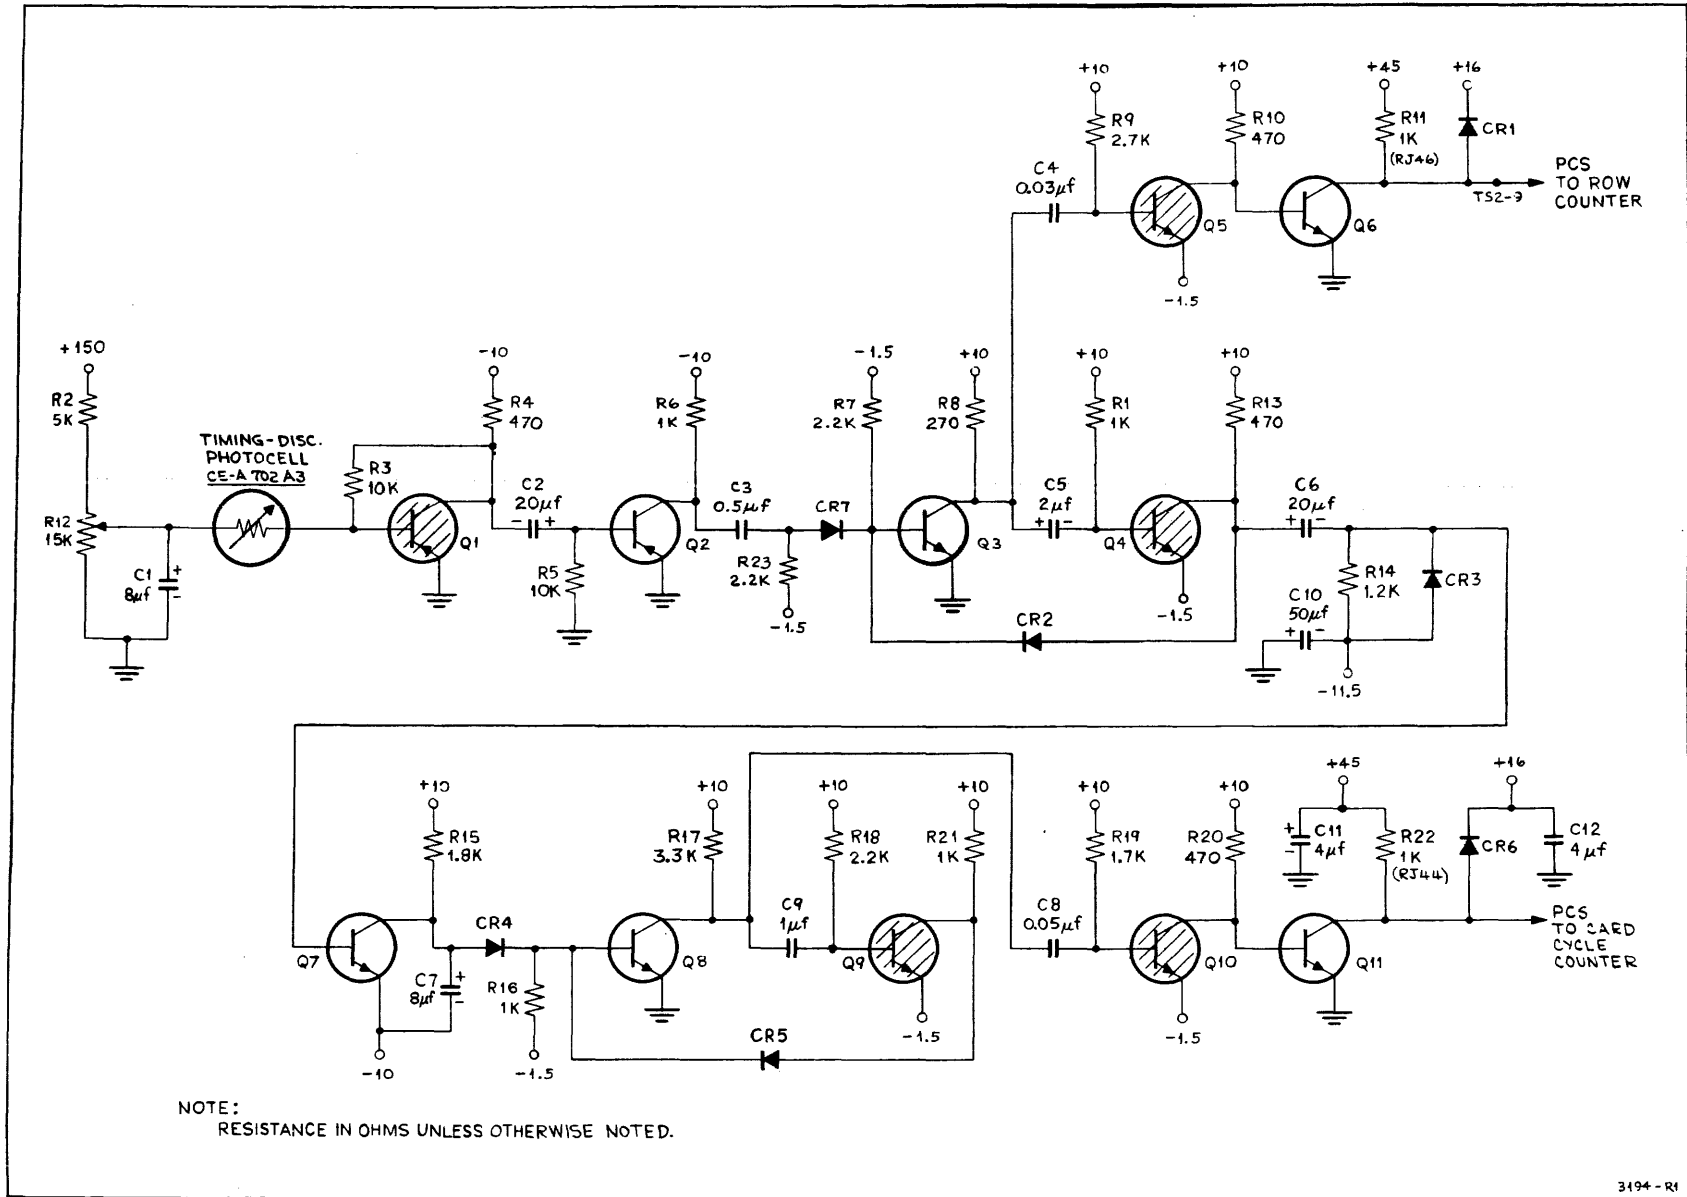 +10
+10
+45
+16
R9
2.7K
R10
470
R11
1K
(RJ46)
CR1
C4
0.03µf
PCS
TO ROW
COUNTER
TS2-9
Q5
Q6
-1.5
+150
-10
-10
-1.5
+10
+10
+10
R2
5K
R4
470
R6
1K
R7
2.2K
R8
270
R1
1K
R13
470
TIMING-DISC.
PHOTOCELL
CE-A 702 A3
R3
10K
C2
20µf
- +
C3
0.5µf
CR7
C5
2µf
+ -
C6
20µf
+ -
R12
15K
Q1
Q2
Q3
Q4
C1
8µf
+
-
R5
10K
R23
2.2K
-1.5
-1.5
R14
1.2K
CR3
C10
50µf
+ -
CR2
-11.5
+10
+10
+10
+10
+10
+10
+45
+16
R15
1.8K
R17
3.3K
R18
2.2K
R21
1K
R19
1.7K
R20
470
+
-
C11
4µf
R22
1K
(RJ44)
CR6
C12
4µf
CR4
C9
1µf
C8
0.05µf
PCS
TO CARD
CYCLE
COUNTER
Q7
Q8
Q9
Q10
Q11
C7
8µf
+
-
R16
1K
-1.5
-1.5
CR5
-10
-1.5
NOTE:
RESISTANCE IN OHMS UNLESS OTHERWISE NOTED.
3194-R1